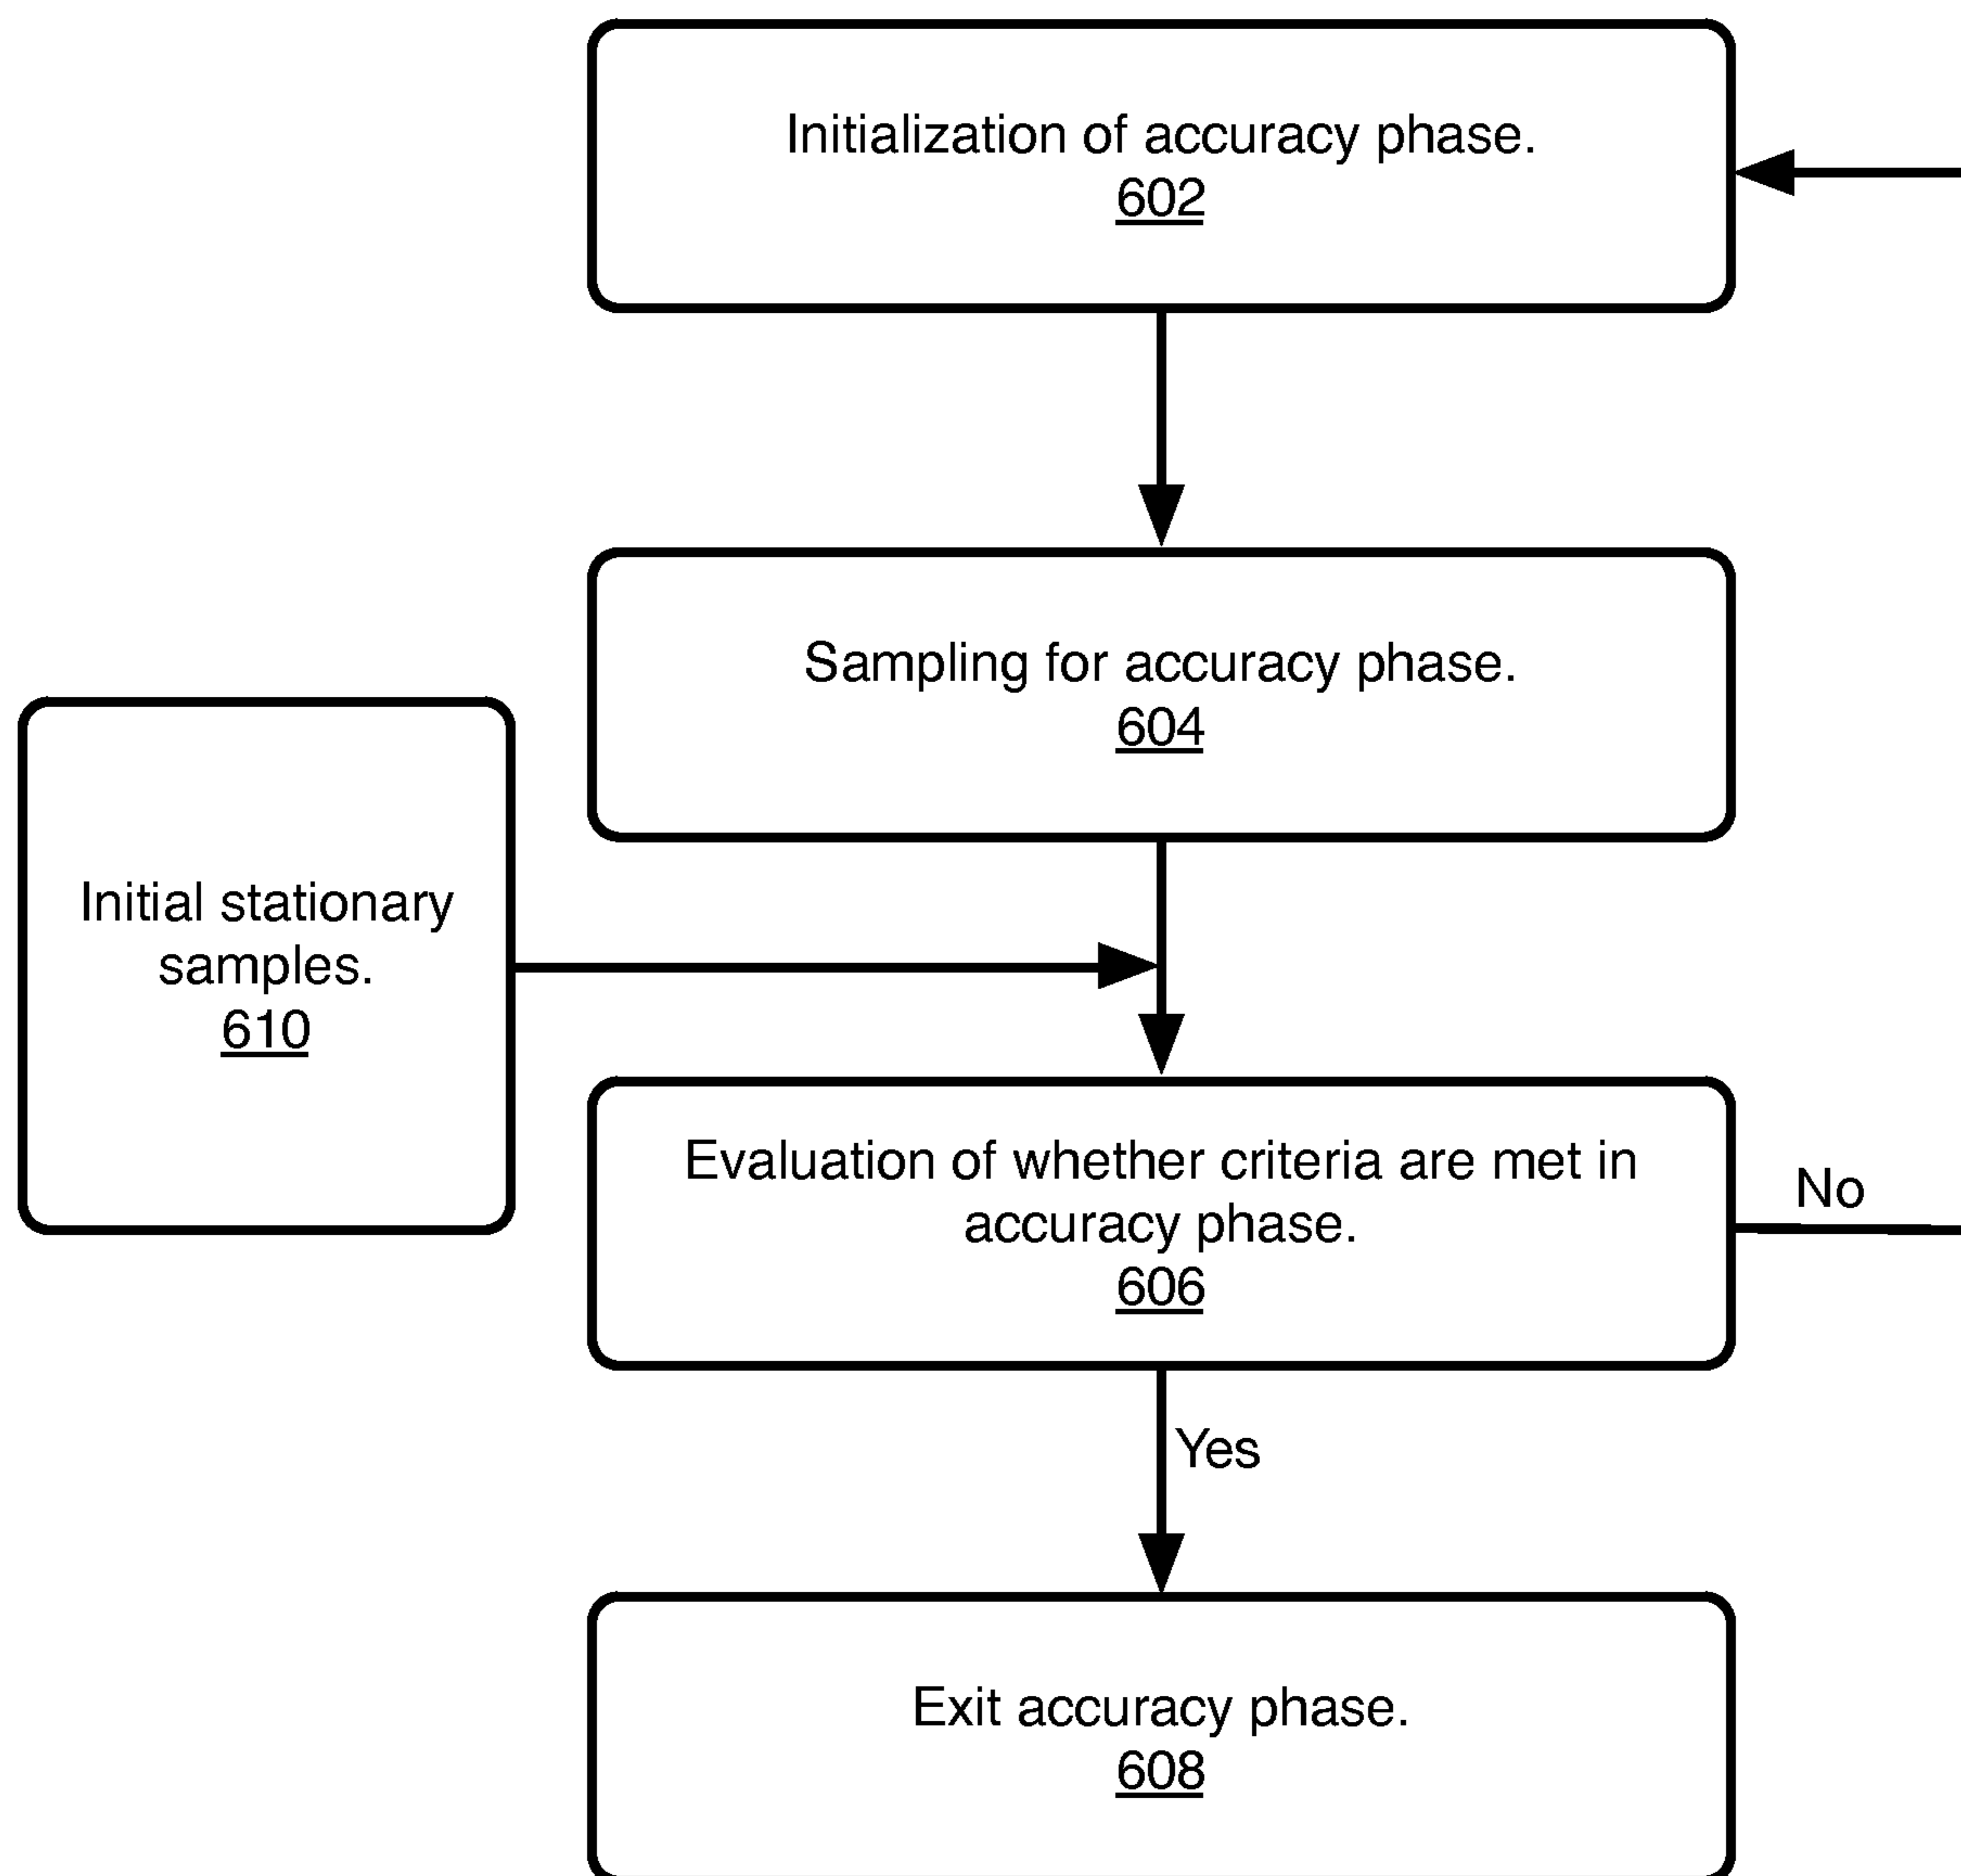 Initialization of accuracy phase.
602
Sampling for accuracy phase.
604
Initial stationary
samples.
610
Evaluation of whether criteria are met in
accuracy phase.
606
No
Yes
Exit accuracy phase.
608